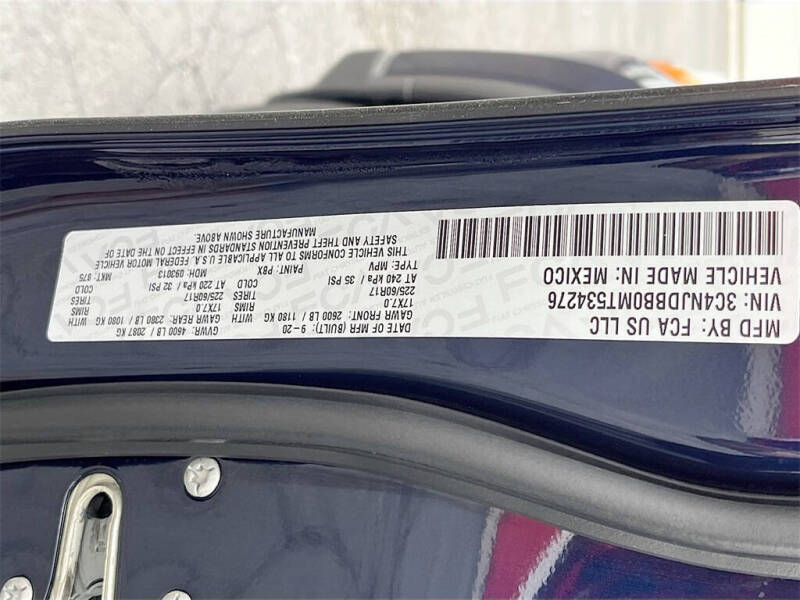 MFD BY: FCA US LLC
VIN: 3C4NJDBB0MT534276
VEHICLE MADE IN: MEXICO
DATE OF MFR (BUILT): 9-20 GVWR: 4600 LB / 2087 KG
GAWR FRONT: 2600 LB / 1180 KG WITH GAWR REAR: 2380 LB / 1080 KG WITH
17X7.0 RIMS 17X7.0 RIMS
225/60R17 TIRES 225/60R17 TIRES
AT 240 kPa / 35 PSI COLD AT 220 kPa / 32 PSI COLD
TYPE: MPV PAINT: PBX MDH: 093013 MKT: 975
THIS VEHICLE CONFORMS TO ALL APPLICABLE U.S.A. FEDERAL MOTOR VEHICLE
SAFETY AND THEFT PREVENTION STANDARDS IN EFFECT ON THE DATE OF
MANUFACTURE SHOWN ABOVE.